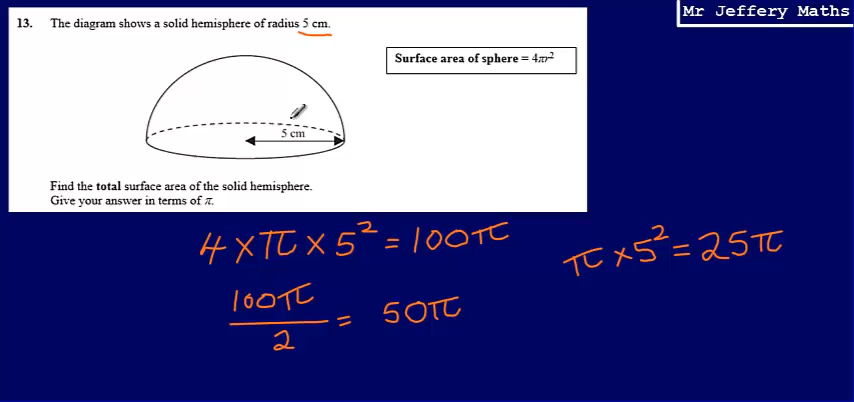 Mr Jeffery Maths
13. The diagram shows a solid hemisphere of radius 5 cm.
Surface area of sphere = 4πr²
5 cm
Find the total surface area of the solid hemisphere.
Give your answer in terms of π.
4 × π × 5² = 100π
π × 5² = 25π
100π
2
= 50π